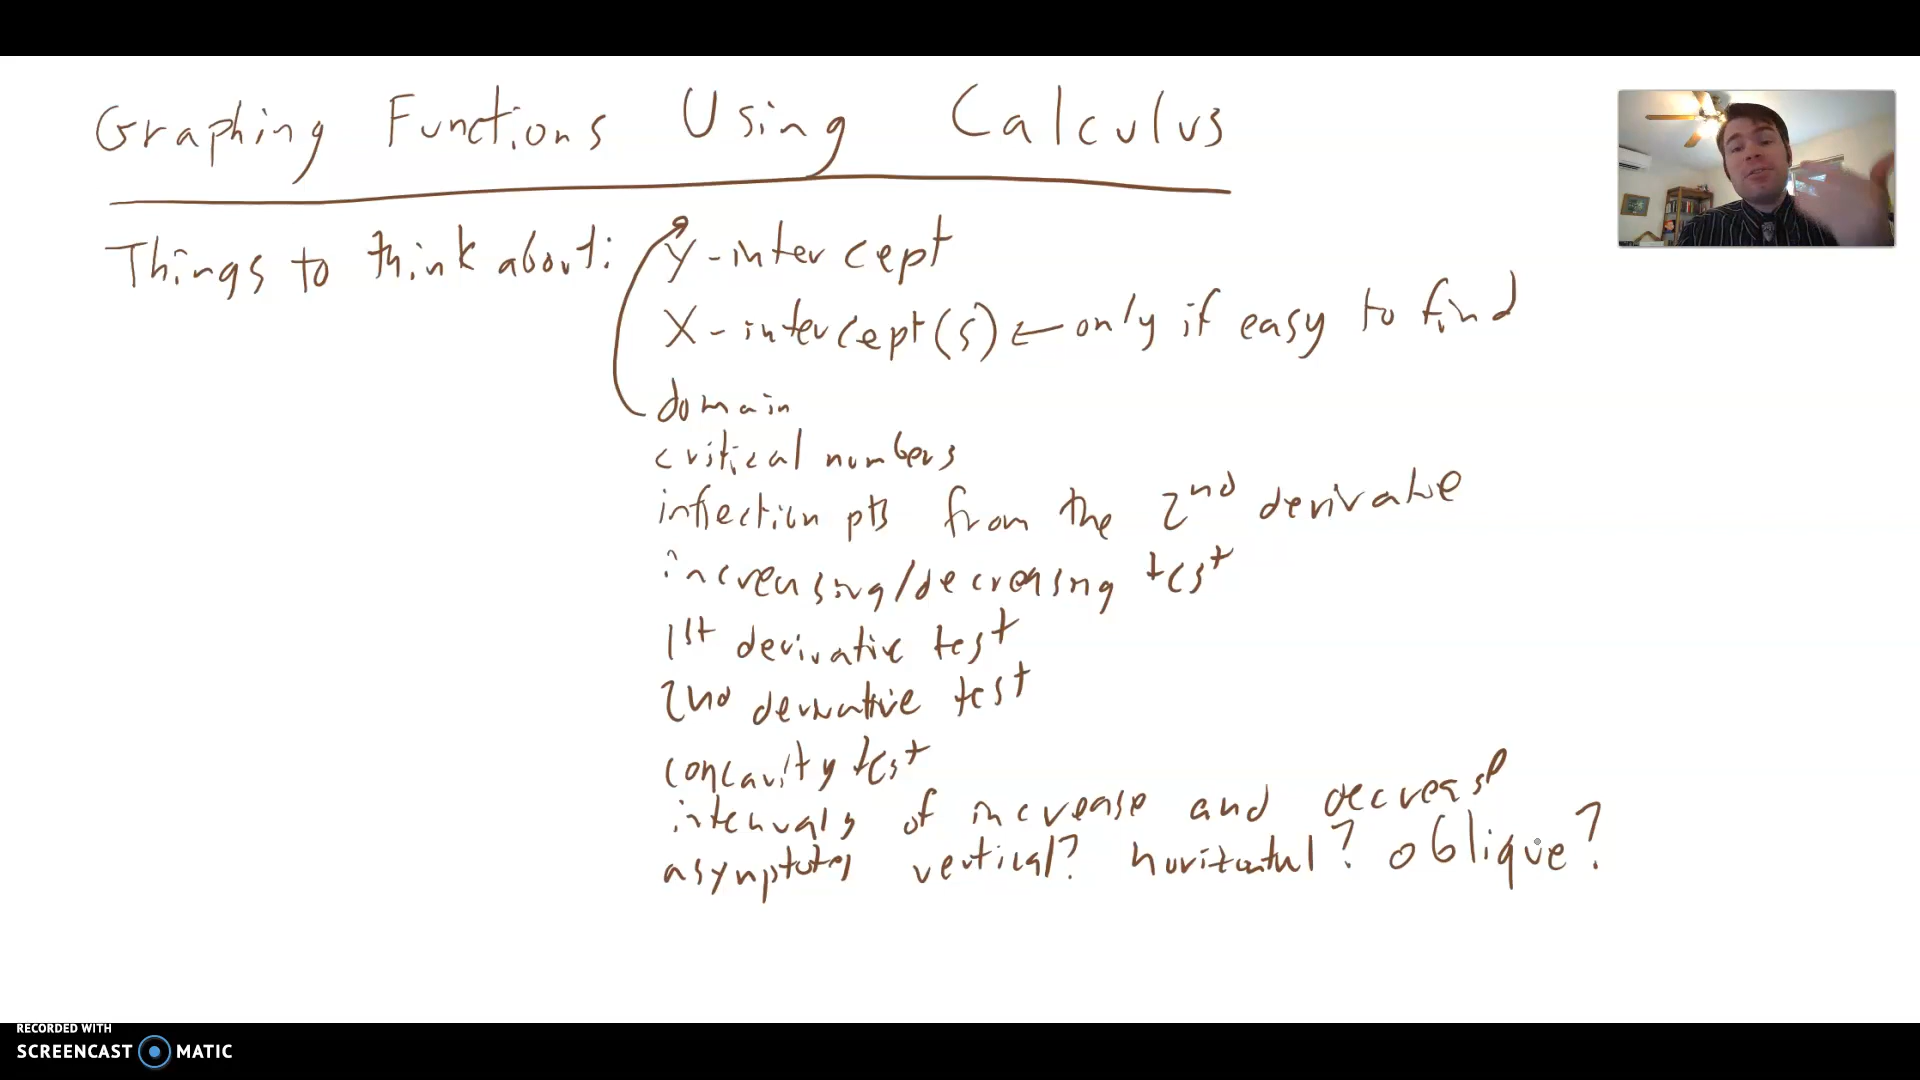 Graphing Functions Using Calculus
Things to think about: y-intercept
x-intercept(s) ← only if easy to find
domain
critical numbers
inflection pts from the 2nd derivative
increasing/decreasing test
1st derivative test
2nd derivative test
concavity test
intervals of increase and decrease
asymptotes vertical? horizontal? oblique?
RECORDED WITH
SCREENCAST MATIC